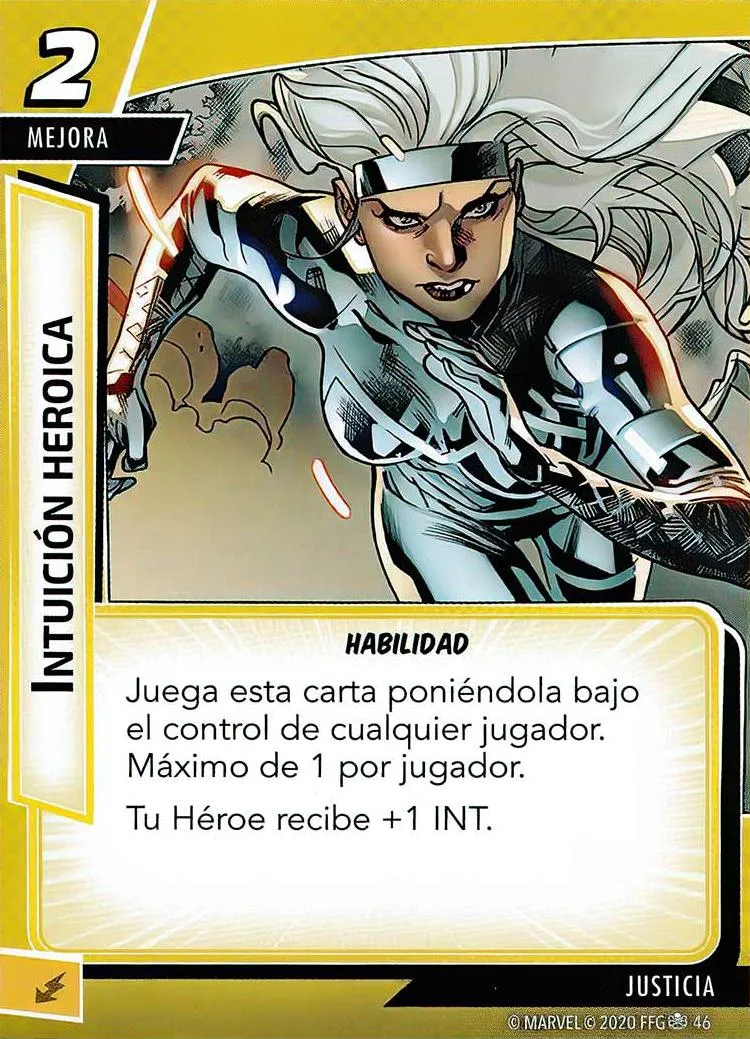 2
MEJORA
INTUICIÓN HEROICA
HABILIDAD
Juega esta carta poniéndola bajo
el control de cualquier jugador.
Máximo de 1 por jugador.
Tu Héroe recibe +1 INT.
JUSTICIA
© MARVEL © 2020 FFG 46